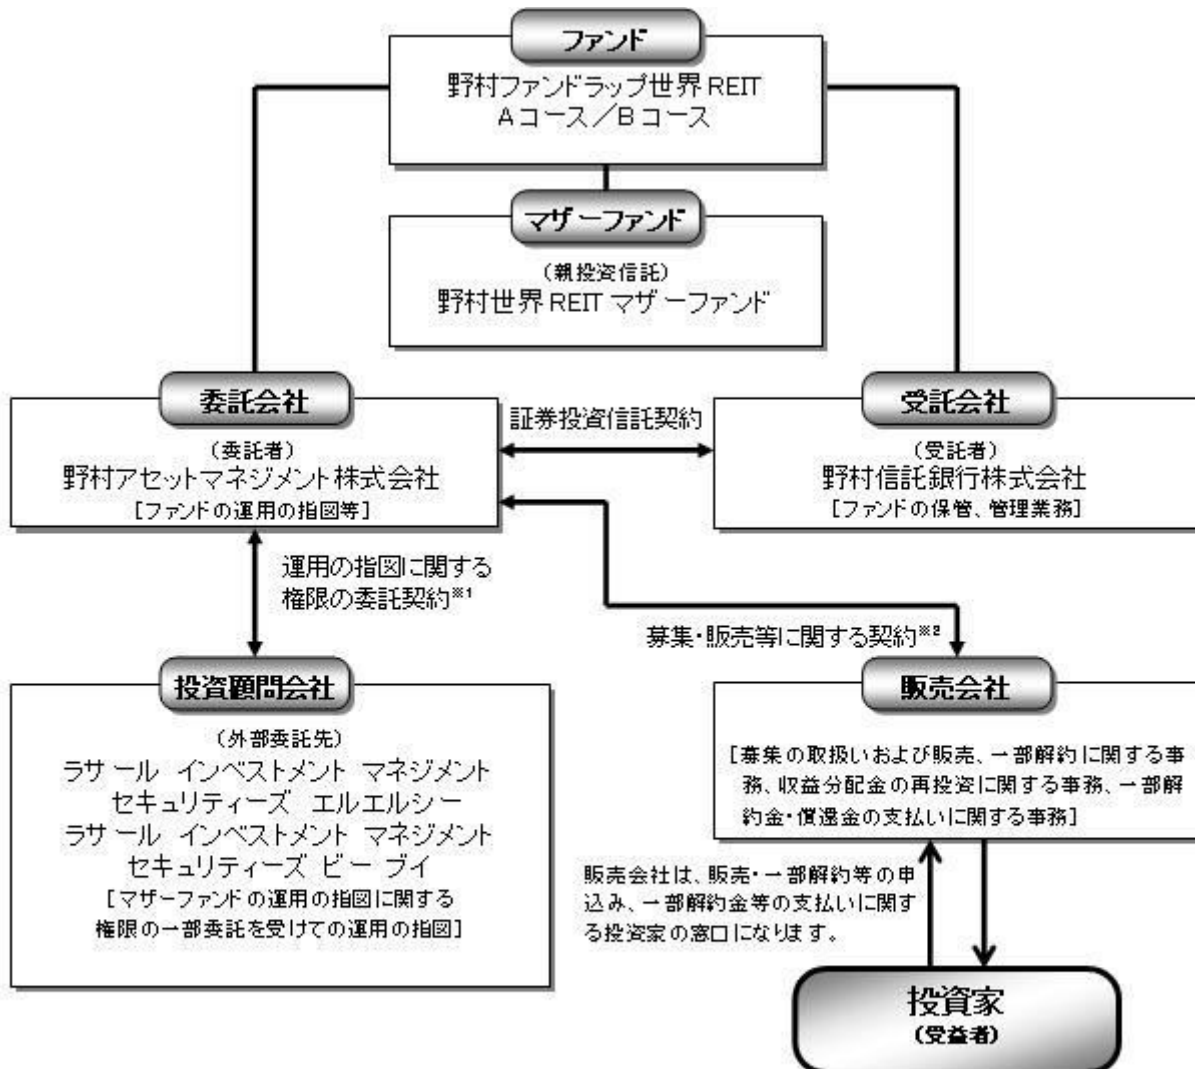 ファンド
野村ファンドラップ世界REIT
Aコース/Bコース
マザーファンド
(親投資信託)
野村世界REITマザーファンド
委託会社
(委託者)
野村アセットマネジメント株式会社
[ファンドの運用の指図等]
証券投資信託契約
受託会社
(受託者)
野村信託銀行株式会社
[ファンドの保管、管理業務]
運用の指図に関する
権限の委託契約※1
募集・販売等に関する契約※2
投資顧問会社
(外部委託先)
ラサール インベストメント マネジメント
セキュリティーズ エルエルシー
ラサール インベストメント マネジメント
セキュリティーズ ビー ブイ
[マザーファンドの運用の指図に関する
権限の一部委託を受けての運用の指図]
販売会社
[募集の取扱いおよび販売、一部解約に関する事
務、収益分配金の再投資に関する事務、一部解
約金・償還金の支払いに関する事務]
販売会社は、販売・一部解約等の申
込み、一部解約金等の支払いに関す
る投資家の窓口になります。
投資家
(受益者)